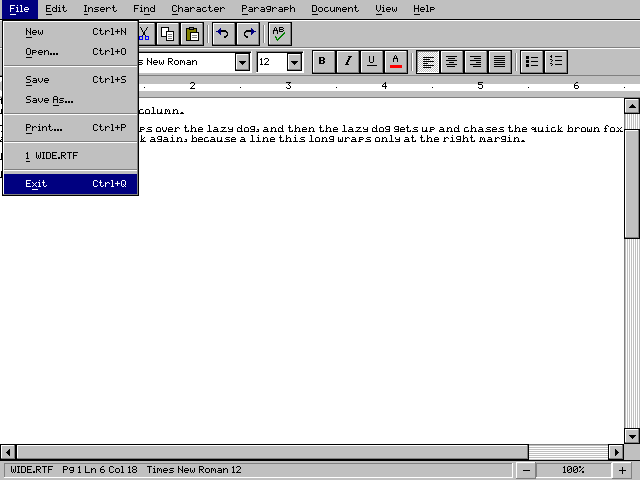 File Edit Insert Find Character Paragraph Document View Help
New Ctrl+N
Open... Ctrl+O
Save Ctrl+S
Save As...
Print... Ctrl+P
1 WIDE.RTF
Exit Ctrl+Q
ABC
s New Roman 12 B I U A
2 3 4 5 6
column.
ps over the lazy dog, and then the lazy dog gets up and chases the quick brown fox
k again, because a line this long wraps only at the right margin.
WIDE.RTF Pg 1 Ln 6 Col 18 Times New Roman 12 − 100% +